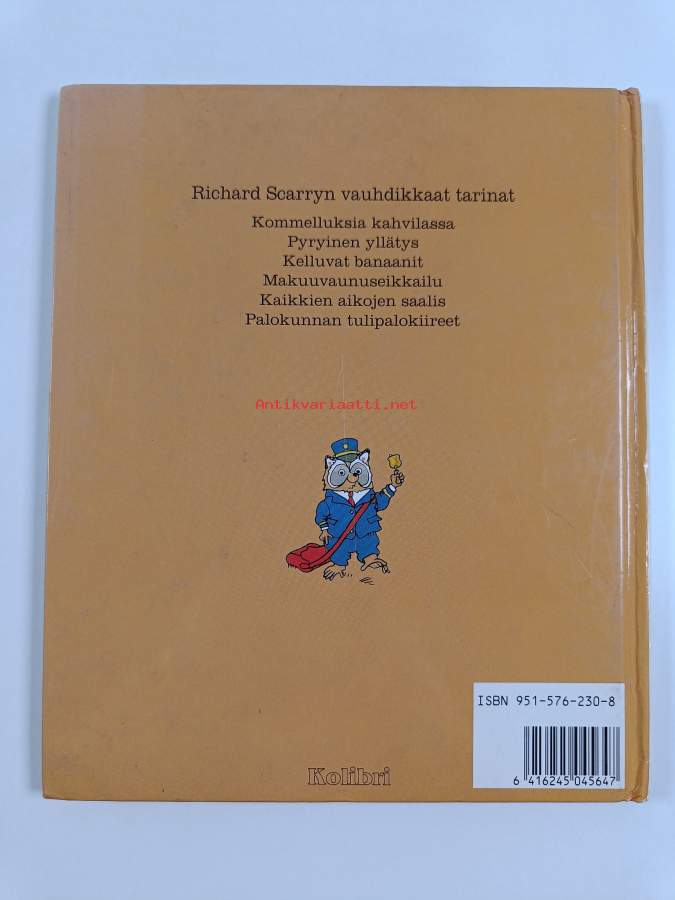 Richard Scarryn vauhdikkaat tarinat
Kommelluksia kahvilassa
Pyryinen yllätys
Kelluvat banaanit
Makuuvaunuseikkailu
Kaikkien aikojen saalis
Palokunnan tulipalokiireet
Antikvariaatti.net
ISBN 951-576-230-8
6 416245 045647
Kolibri